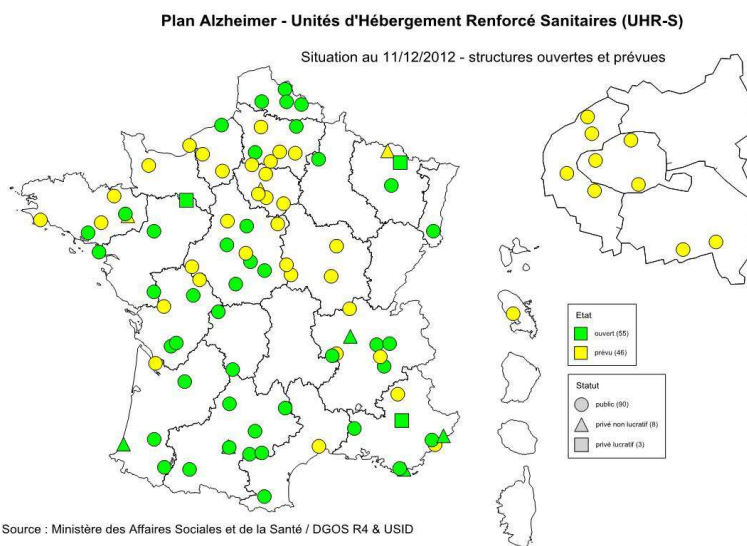 Plan Alzheimer - Unités d'Hébergement Renforcé Sanitaires (UHR-S)
Situation au 11/12/2012 - structures ouvertes et prévues
Etat
ouvert (55)
prévu (46)
Statut
public (90)
privé non lucratif (8)
privé lucratif (3)
Source : Ministère des Affaires Sociales et de la Santé / DGOS R4 & USID